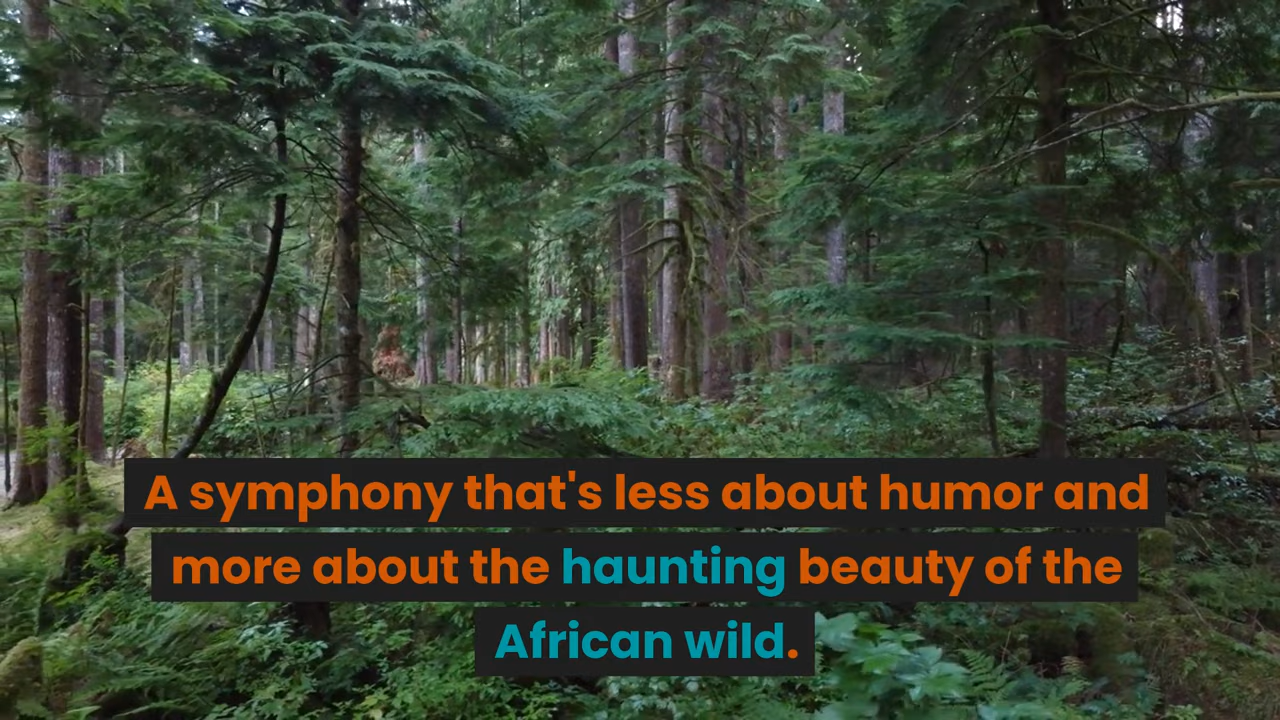 A symphony that's less about humor and
more about the haunting beauty of the
African wild.